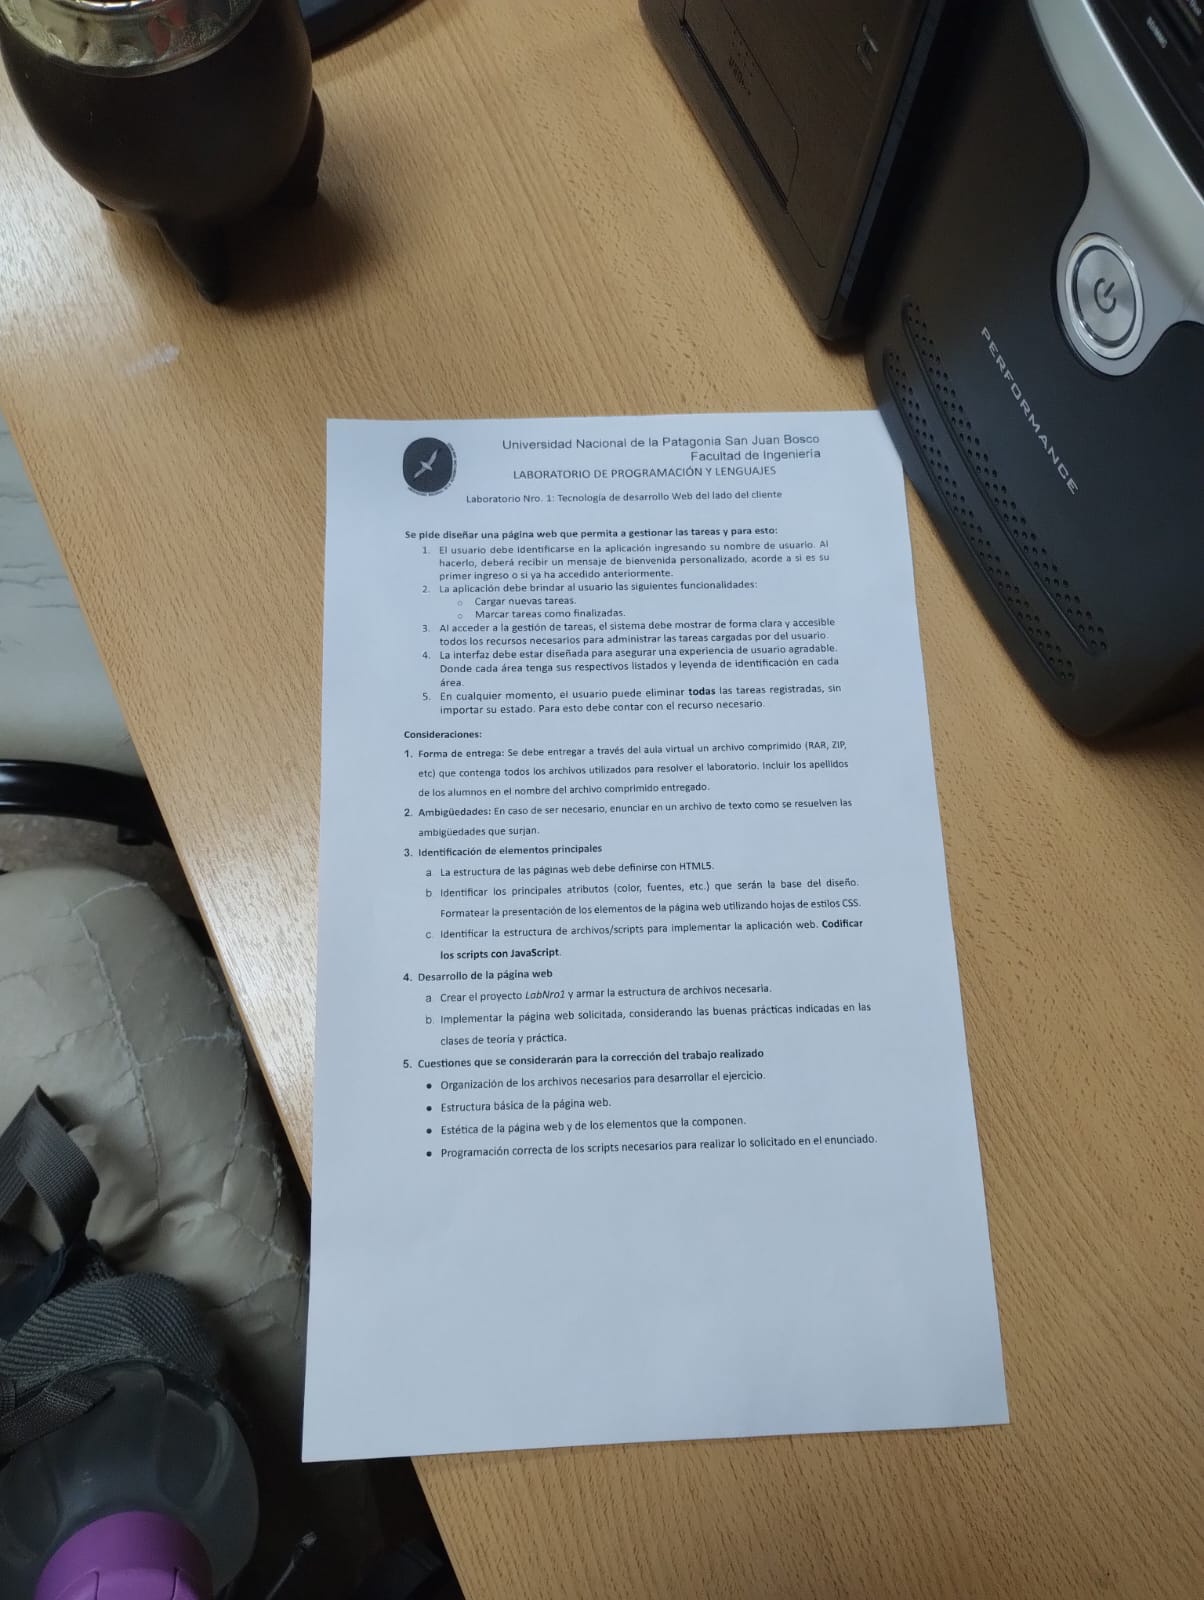 Universidad Nacional de la Patagonia San Juan Bosco
Facultad de Ingeniería
LABORATORIO DE PROGRAMACIÓN Y LENGUAJES
Laboratorio Nro. 1: Tecnología de desarrollo Web del lado del cliente
Se pide diseñar una página web que permita a gestionar las tareas y para esto:
1. El usuario debe identificarse en la aplicación ingresando su nombre de usuario. Al
hacerlo, deberá recibir un mensaje de bienvenida personalizado, acorde a si es su
primer ingreso o si ya ha accedido anteriormente.
2. La aplicación debe brindar al usuario las siguientes funcionalidades:
○ Cargar nuevas tareas.
○ Marcar tareas como finalizadas.
3. Al acceder a la gestión de tareas, el sistema debe mostrar de forma clara y accesible
todos los recursos necesarios para administrar las tareas cargadas por del usuario.
4. La interfaz debe estar diseñada para asegurar una experiencia de usuario agradable.
Donde cada área tenga sus respectivos listados y leyenda de identificación en cada
área.
5. En cualquier momento, el usuario puede eliminar todas las tareas registradas, sin
importar su estado. Para esto debe contar con el recurso necesario.
Consideraciones:
1. Forma de entrega: Se debe entregar a través del aula virtual un archivo comprimido (RAR, ZIP,
etc) que contenga todos los archivos utilizados para resolver el laboratorio. Incluir los apellidos
de los alumnos en el nombre del archivo comprimido entregado.
2. Ambigüedades: En caso de ser necesario, enunciar en un archivo de texto como se resuelven las
ambigüedades que surjan.
3. Identificación de elementos principales
a La estructura de las páginas web debe definirse con HTML5.
b Identificar los principales atributos (color, fuentes, etc.) que serán la base del diseño.
Formatear la presentación de los elementos de la página web utilizando hojas de estilos CSS.
c Identificar la estructura de archivos/scripts para implementar la aplicación web. Codificar
los scripts con JavaScript.
4. Desarrollo de la página web
a Crear el proyecto LabNro1 y armar la estructura de archivos necesaria.
b. Implementar la página web solicitada, considerando las buenas prácticas indicadas en las
clases de teoría y práctica.
5. Cuestiones que se considerarán para la corrección del trabajo realizado
• Organización de los archivos necesarios para desarrollar el ejercicio.
• Estructura básica de la página web.
• Estética de la página web y de los elementos que la componen.
• Programación correcta de los scripts necesarios para realizar lo solicitado en el enunciado.
PERFORMANCE